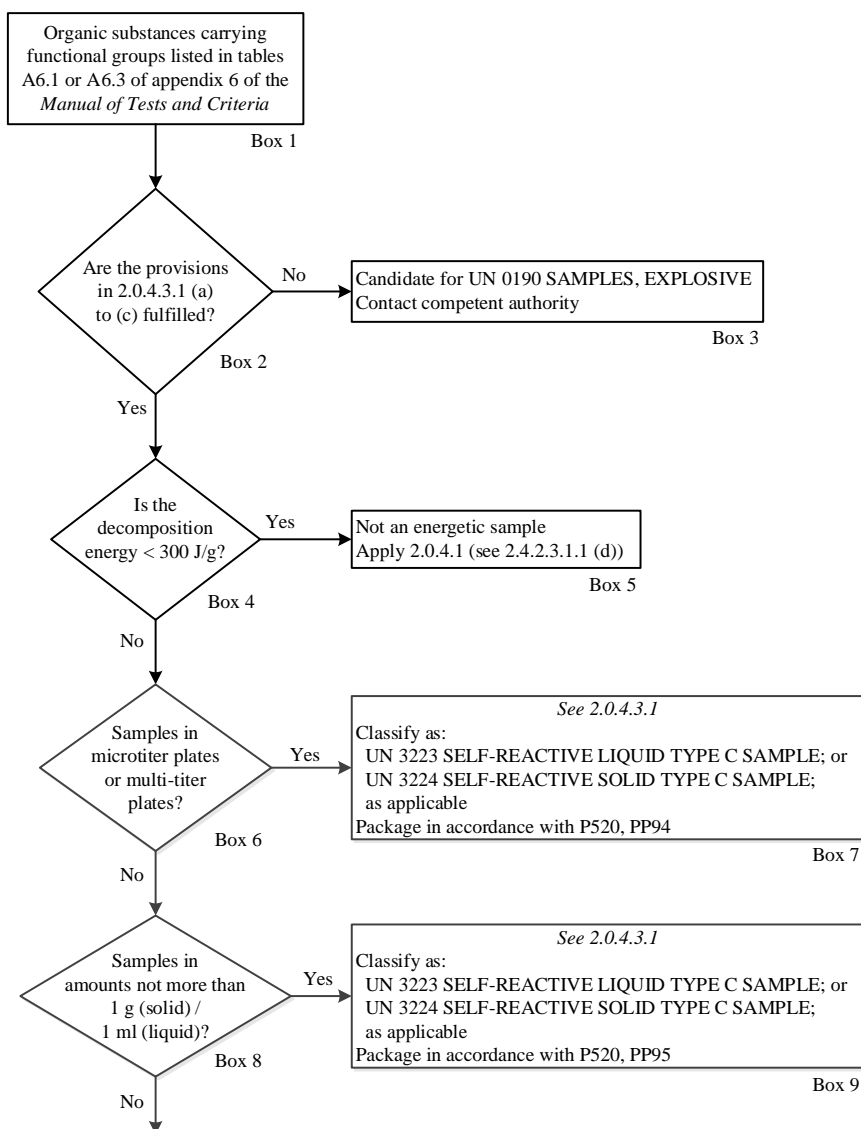 Organic substances carrying
functional groups listed in tables
A6.1 or A6.3 of appendix 6 of the
Manual of Tests and Criteria
Box 1
Are the provisions
in 2.0.4.3.1 (a)
to (c) fulfilled?
No
Candidate for UN 0190 SAMPLES, EXPLOSIVE
Contact competent authority
Box 3
Box 2
Yes
Is the
decomposition
energy < 300 J/g?
Yes
Not an energetic sample
Apply 2.0.4.1 (see 2.4.2.3.1.1 (d))
Box 5
Box 4
No
Samples in
microtiter plates
or multi-titer
plates?
Yes
See 2.0.4.3.1
Classify as:
UN 3223 SELF-REACTIVE LIQUID TYPE C SAMPLE; or
UN 3224 SELF-REACTIVE SOLID TYPE C SAMPLE;
as applicable
Package in accordance with P520, PP94
Box 7
Box 6
No
Samples in
amounts not more than
1 g (solid) /
1 ml (liquid)?
Yes
See 2.0.4.3.1
Classify as:
UN 3223 SELF-REACTIVE LIQUID TYPE C SAMPLE; or
UN 3224 SELF-REACTIVE SOLID TYPE C SAMPLE;
as applicable
Package in accordance with P520, PP95
Box 9
Box 8
No